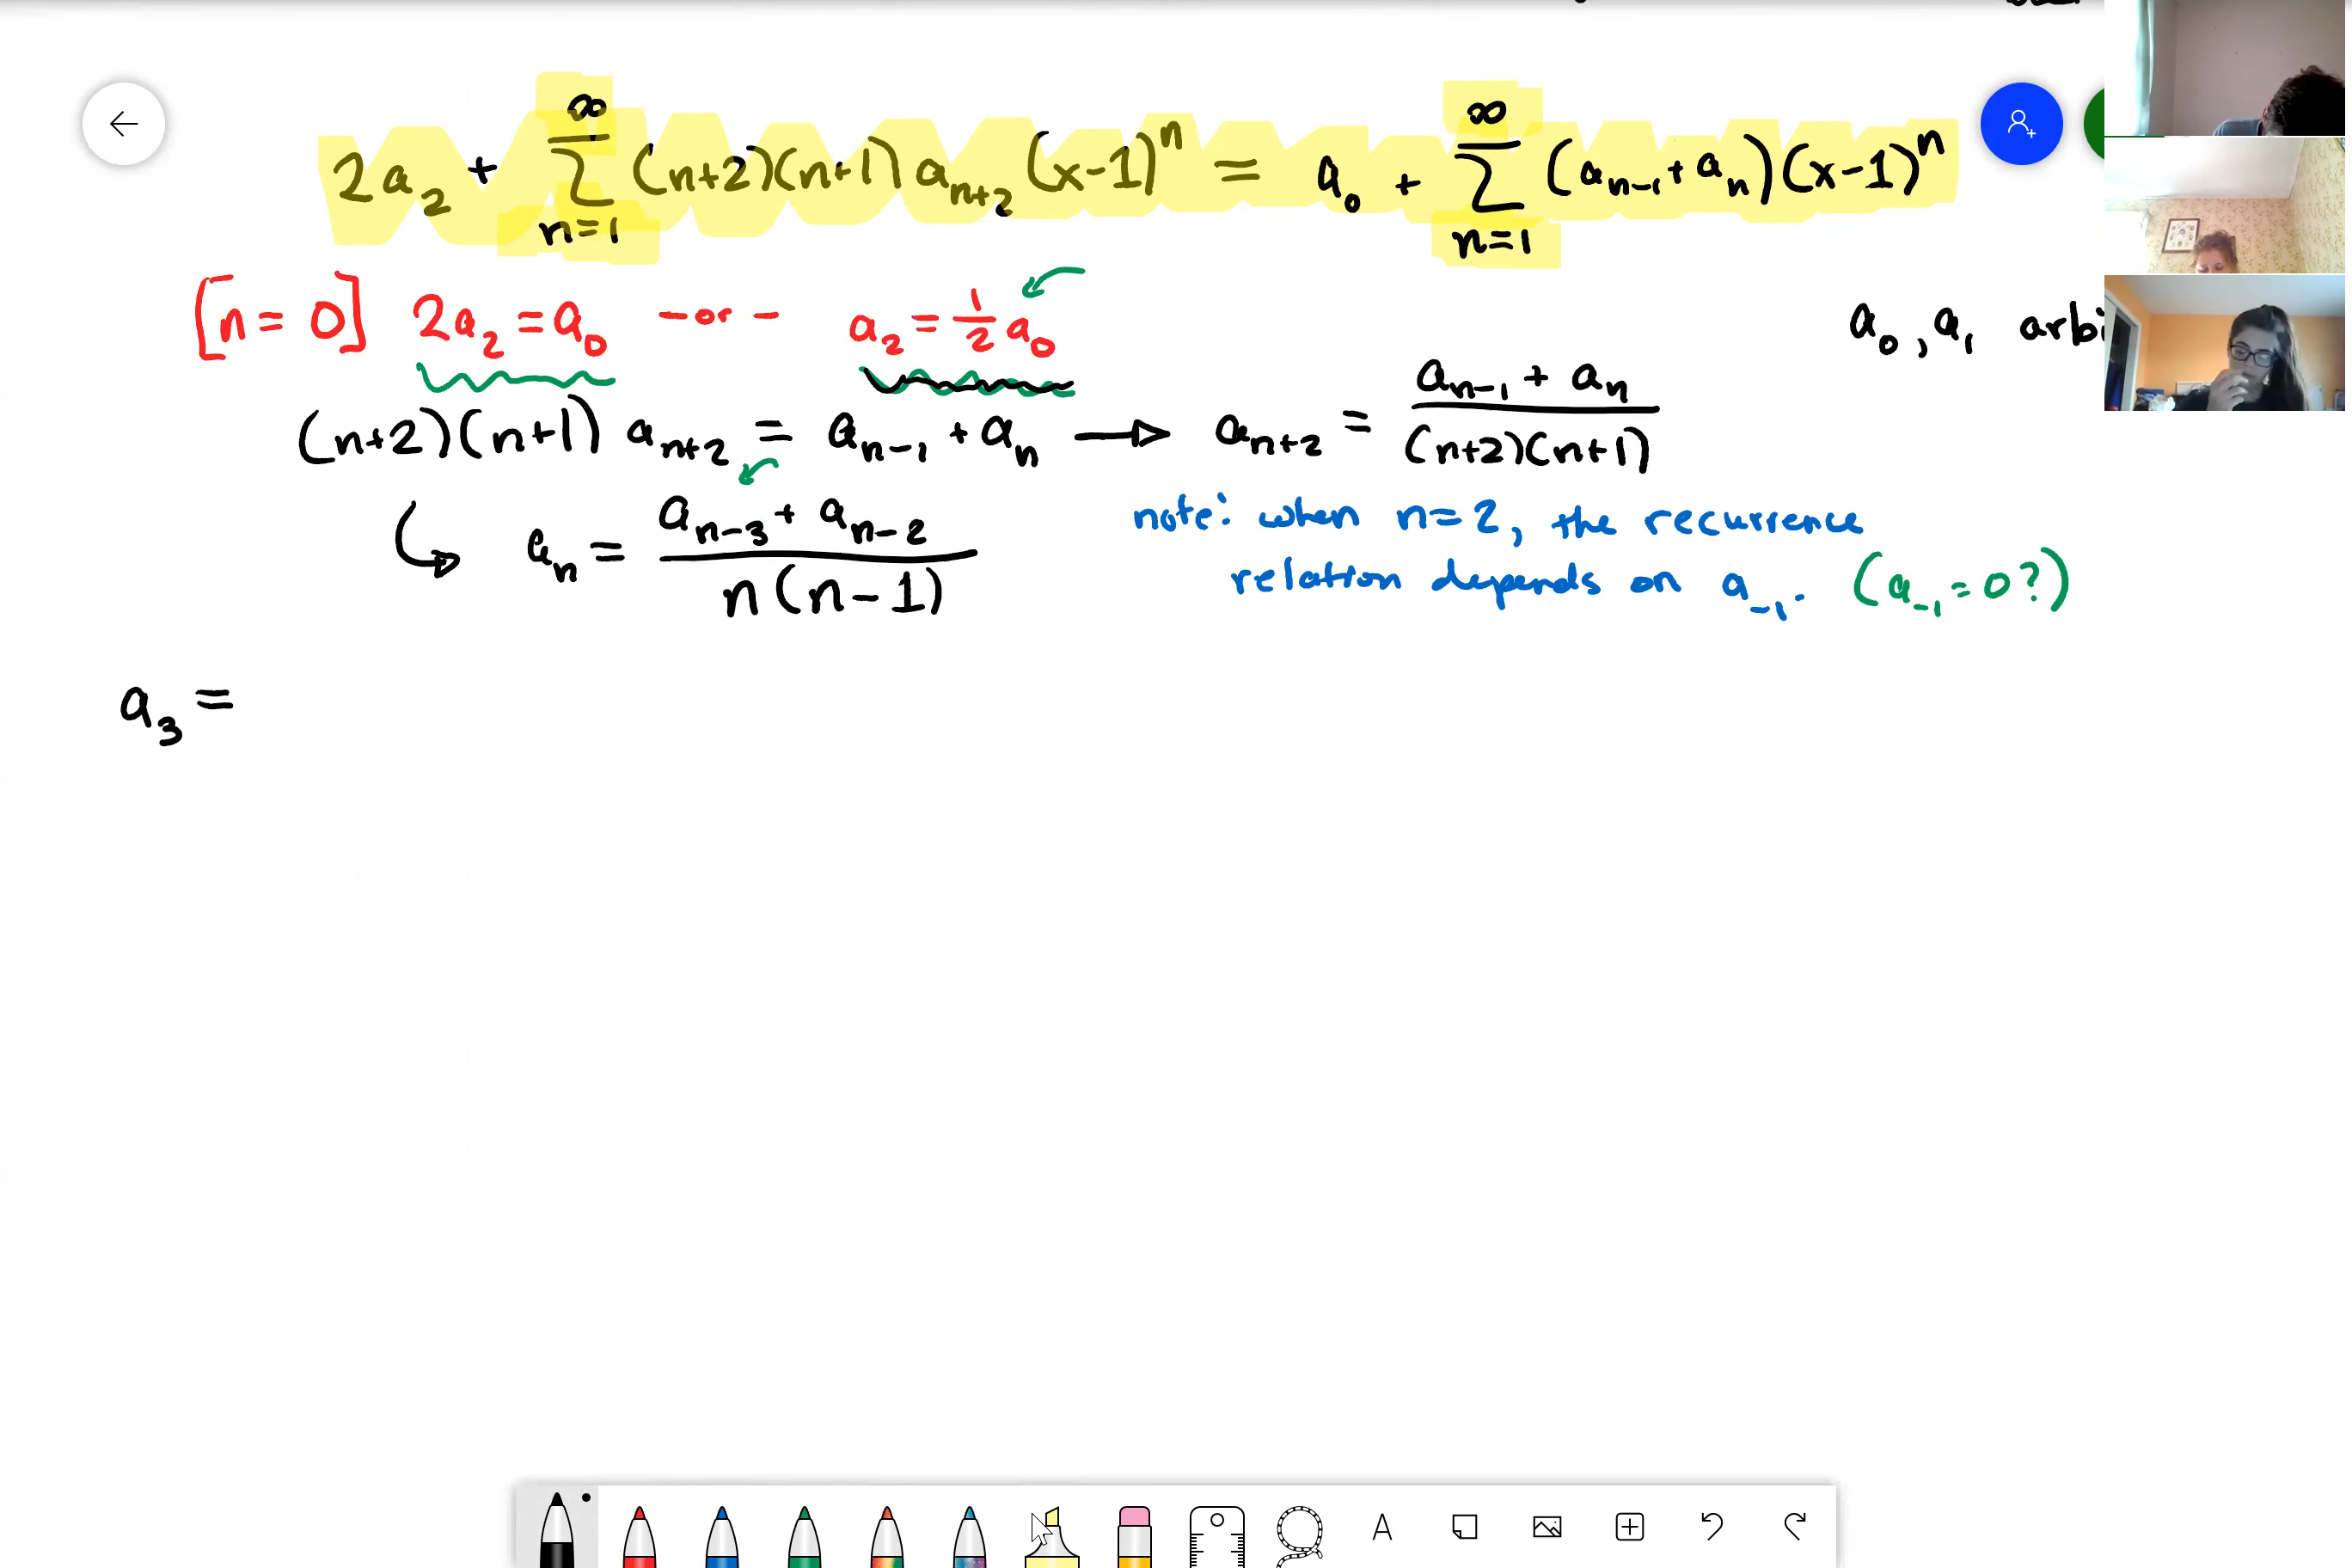 2a₂ + ∑_{n=1}^{∞} (n+2)(n+1) a_{n+2} (x-1)ⁿ = a₀ + ∑_{n=1}^{∞} (a_{n-1} + a_n)(x-1)ⁿ
[n=0] 2a₂ = a₀ -or- a₂ = 1/2 a₀
a₀, a₁
(n+2)(n+1) a_{n+2} = a_{n-1} + a_n → a_{n+2} = (a_{n-1} + a_n)/((n+2)(n+1))
↳ a_n = (a_{n-3} + a_{n-2})/(n(n-1))
note: when n=2, the recurrence
relation depends on a_{-1}. (a_{-1} = 0?)
a₃ =